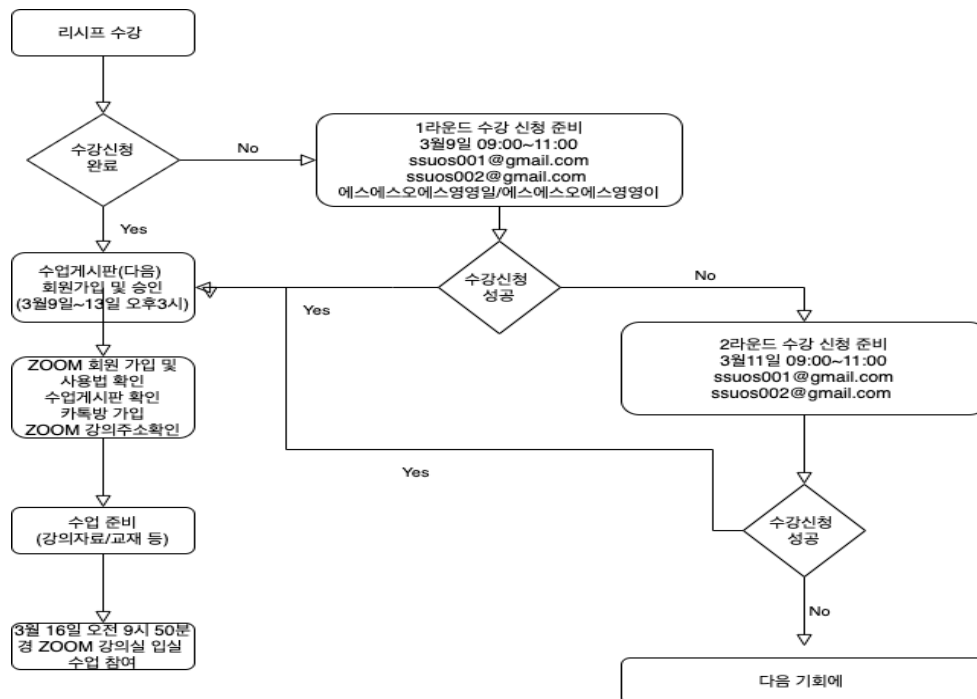 리시프 수강
수강신청
완료
No
Yes
1라운드 수강 신청 준비
3월9일 09:00~11:00
ssuos001@gmail.com
ssuos002@gmail.com
에스에스오에스영영일/에스에스오에스영영이
수업게시판(다음)
회원가입 및 승인
(3월9일~13일 오후3시)
수강신청
성공
Yes
No
2라운드 수강 신청 준비
3월11일 09:00~11:00
ssuos001@gmail.com
ssuos002@gmail.com
ZOOM 회원 가입 및
사용법 확인
수업게시판 확인
카톡방 가입
ZOOM 강의주소확인
Yes
수강신청
성공
No
수업 준비
(강의자료/교재 등)
3월 16일 오전 9시 50분
경 ZOOM 강의실 입실
수업 참여
다음 기회에